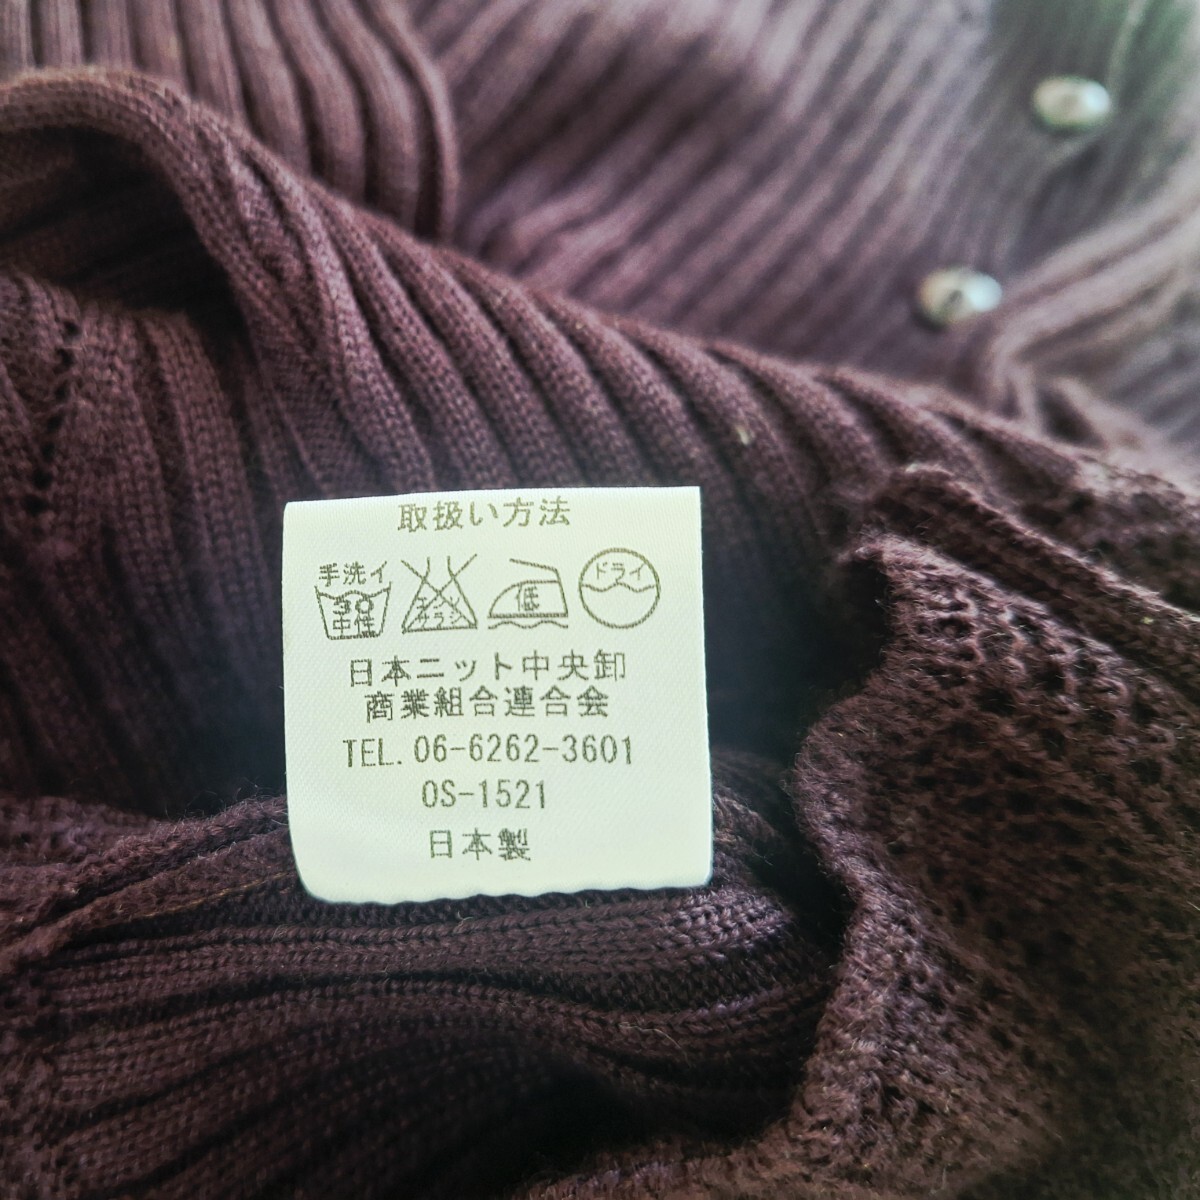 取扱い方法
手洗イ
30
中性
エンソ
サラシ
低
ドライ
日本ニット中央卸
商業組合連合会
TEL. 06-6262-3601
OS-1521
日本製